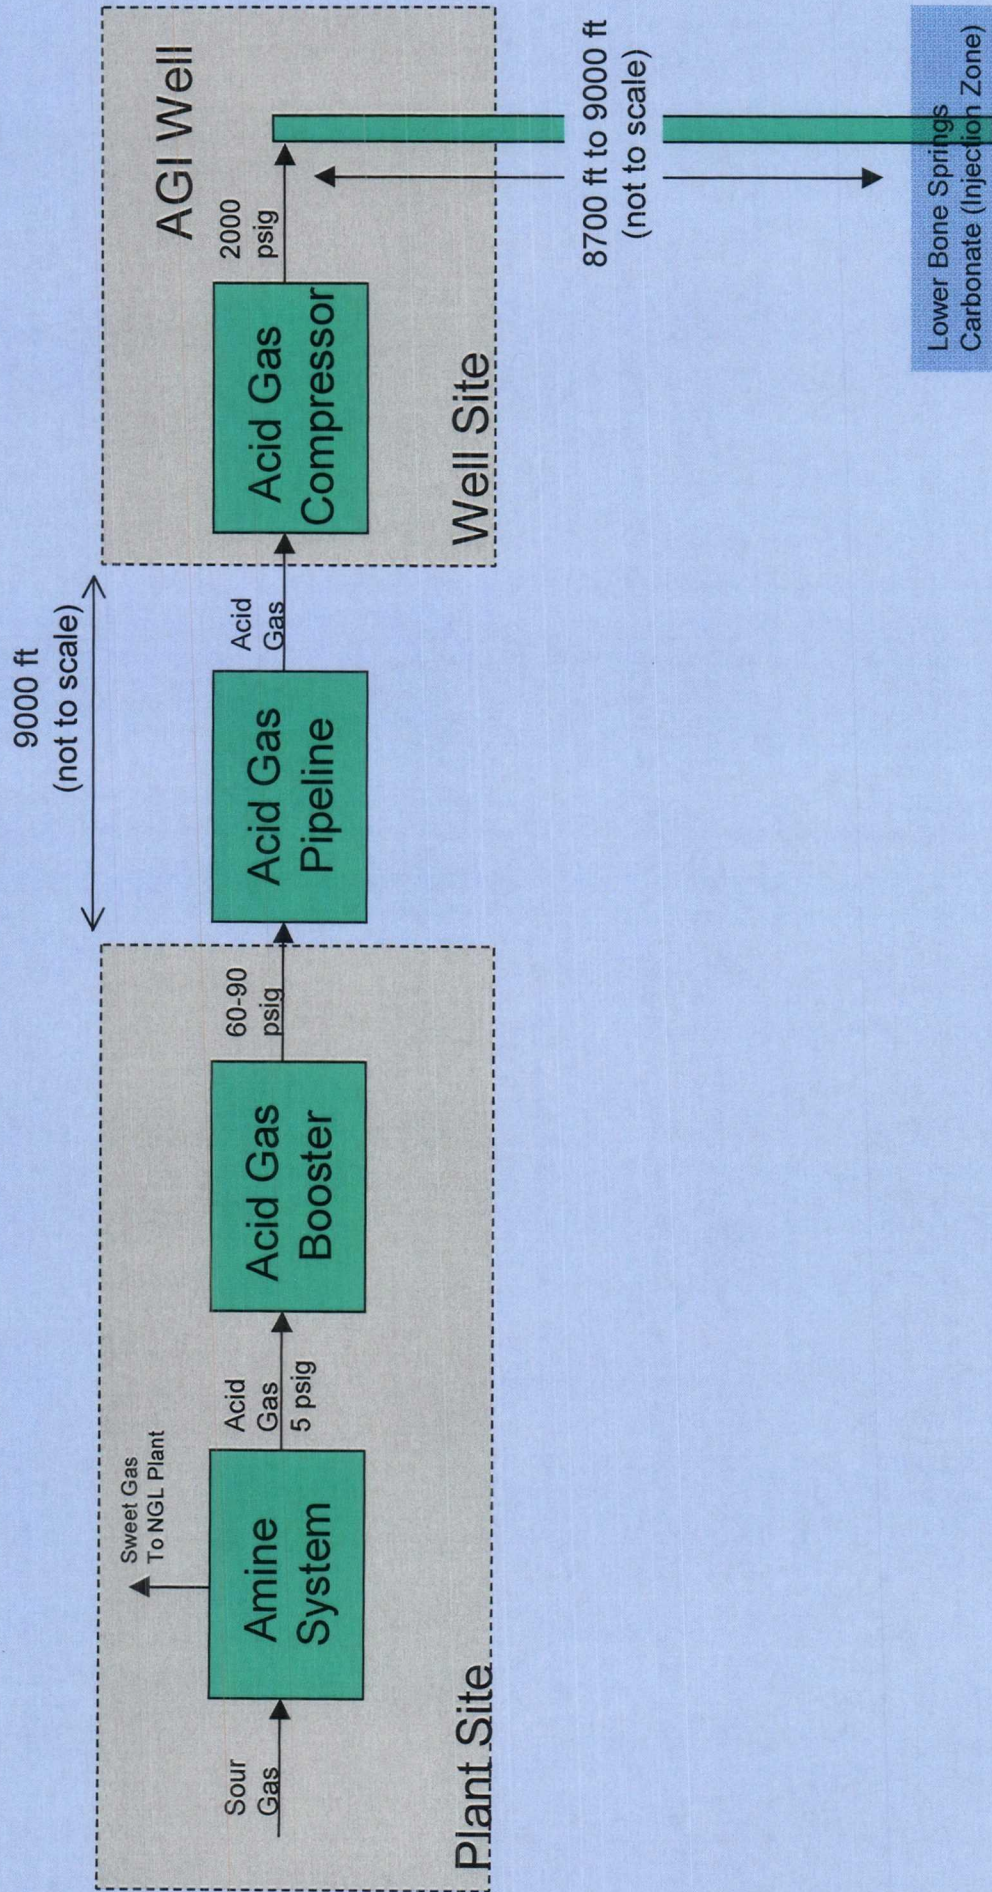 9000 ft
(not to scale)
Sour
Gas
Amine
System
Sweet Gas
To NGL Plant
Acid
Gas
5 psig
Acid Gas
Booster
60-90
psig
Plant Site
Acid Gas
Pipeline
Acid
Gas
Acid Gas
Compressor
2000
psig
AGI Well
Well Site
8700 ft to 9000 ft
(not to scale)
Lower Bone Springs
Carbonate (Injection Zone)